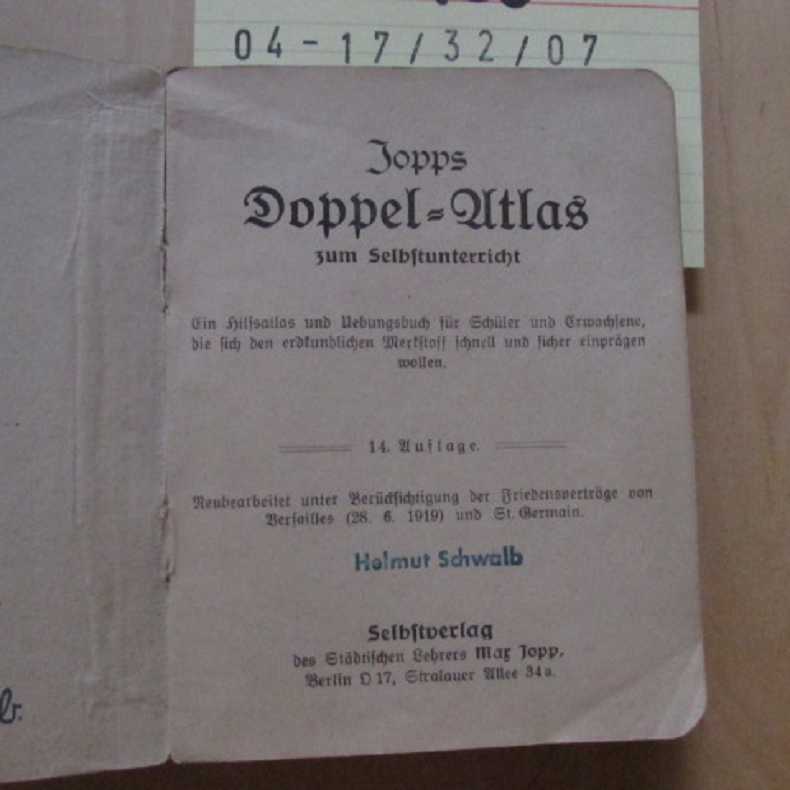 04-17/32/07
Jopps
Doppel=Atlas
zum Selbstunterricht
Ein Hilfsatlas und Uebungsbuch für Schüler und Erwachsene,
die sich den erdkundlichen Merkstoff schnell und sicher einprägen
wollen.
14. Auflage.
Neubearbeitet unter Berücksichtigung der Friedensverträge von
Versailles (28. 6. 1919) und St. Germain.
Helmut Schwalb
Selbstverlag
des Städtischen Lehrers Max Jopp,
Berlin O 17, Stralauer Allee 34a.